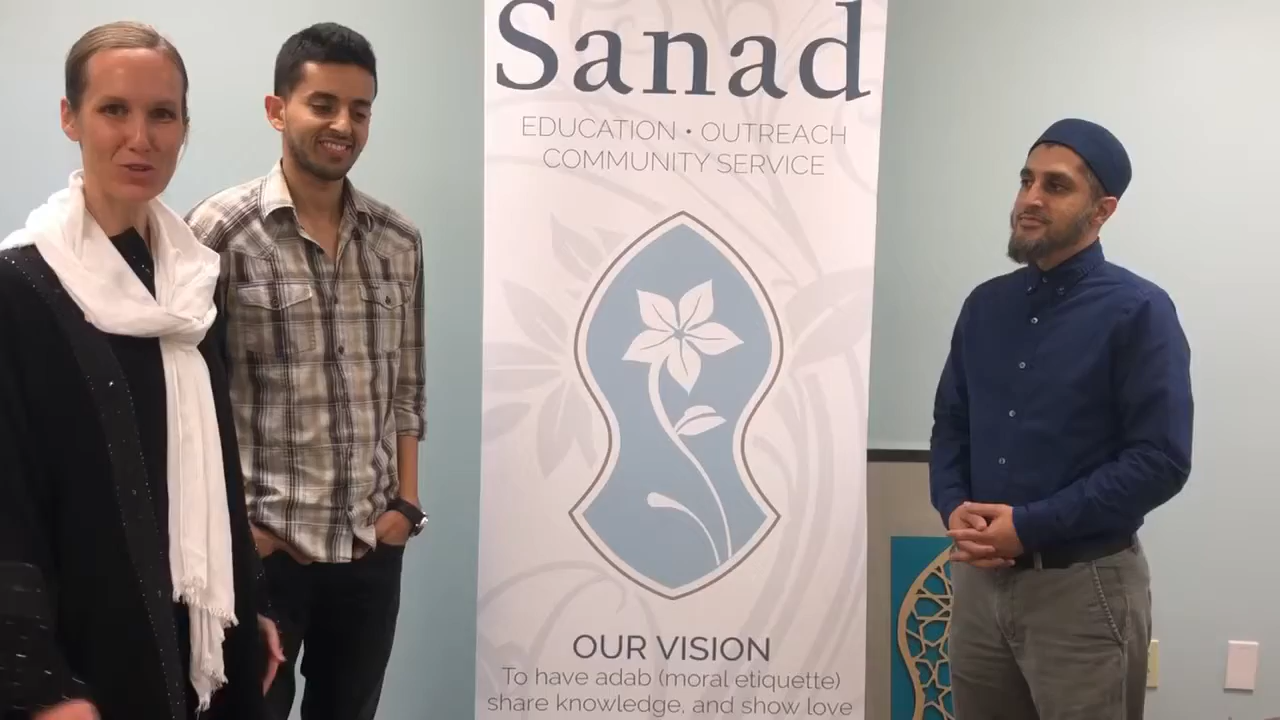 Sanad
EDUCATION • OUTREACH
COMMUNITY SERVICE
OUR VISION
To have adab (moral etiquette)
share knowledge, and show love